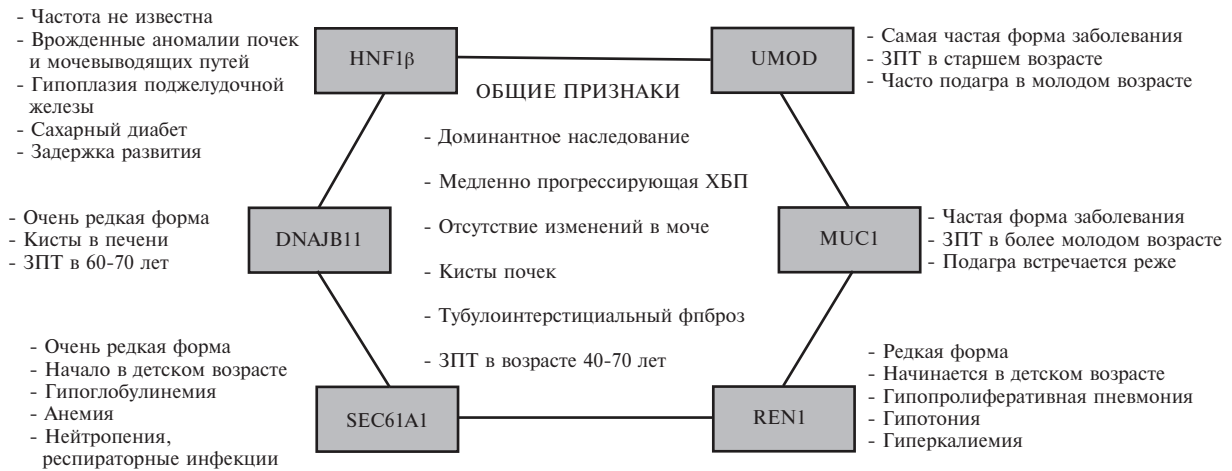 - Частота не известна
- Врожденные аномалии почек
и мочевыводящих путей
- Гипоплазия поджелудочной
железы
- Сахарный диабет
- Задержка развития
HNF1β
UMOD
- Самая частая форма заболевания
- ЗПТ в старшем возрасте
- Часто подагра в молодом возрасте
ОБЩИЕ ПРИЗНАКИ
- Доминантное наследование
- Медленно прогрессирующая ХБП
- Отсутствие изменений в моче
- Кисты почек
- Тубулоинтерстициальный фпброз
- ЗПТ в возрасте 40-70 лет
- Очень редкая форма
- Кисты в печени
- ЗПТ в 60-70 лет
DNAJB11
MUC1
- Частая форма заболевания
- ЗПТ в более молодом возрасте
- Подагра встречается реже
- Очень редкая форма
- Начало в детском возрасте
- Гипоглобулинемия
- Анемия
- Нейтропения,
респираторные инфекции
SEC61A1
REN1
- Редкая форма
- Начинается в детском возрасте
- Гипопролиферативная пневмония
- Гипотония
- Гиперкалиемия